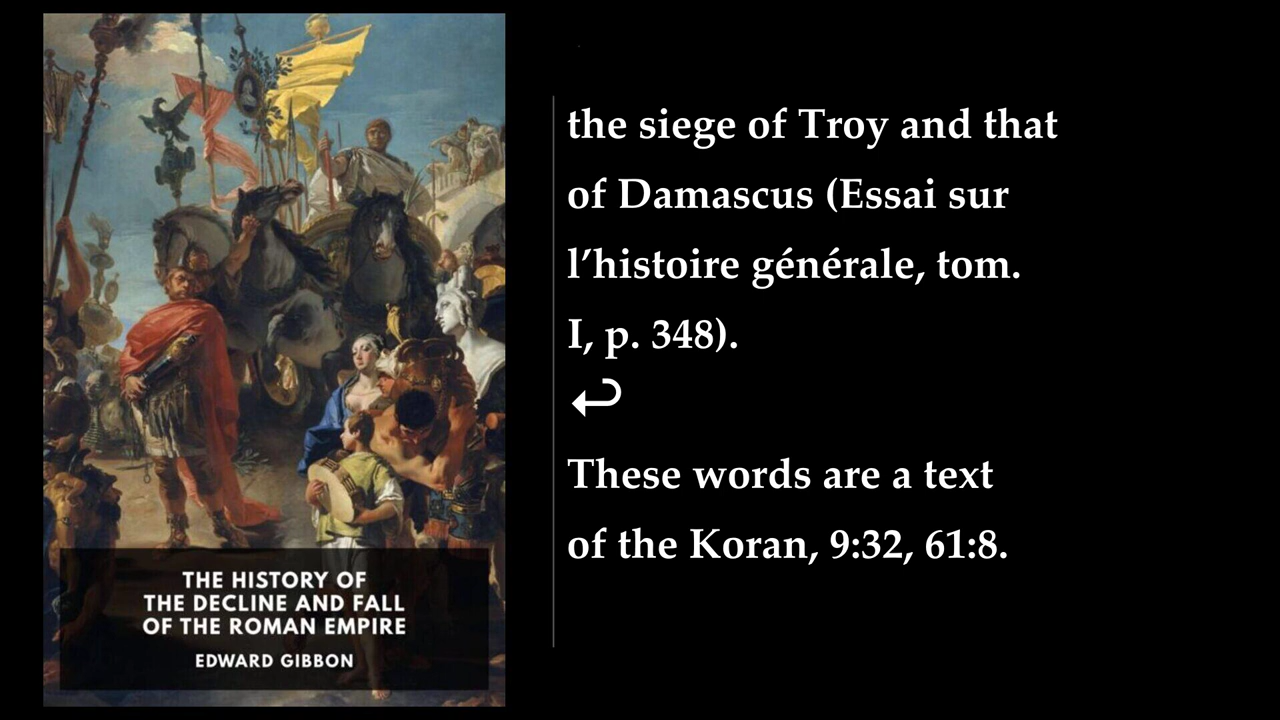 THE HISTORY OF
THE DECLINE AND FALL
OF THE ROMAN EMPIRE
EDWARD GIBBON
the siege of Troy and that
of Damascus (Essai sur
l’histoire générale, tom.
I, p. 348).
↩
These words are a text
of the Koran, 9:32, 61:8.